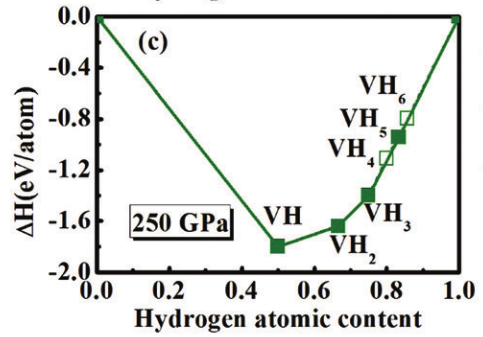 (c)
0.0
-0.4
-0.8
-1.2
-1.6
-2.0
ΔH(eV/atom)
VH₆
VH₅
VH₄
VH₃
VH₂
VH
250 GPa
0.0 0.2 0.4 0.6 0.8 1.0
Hydrogen atomic content